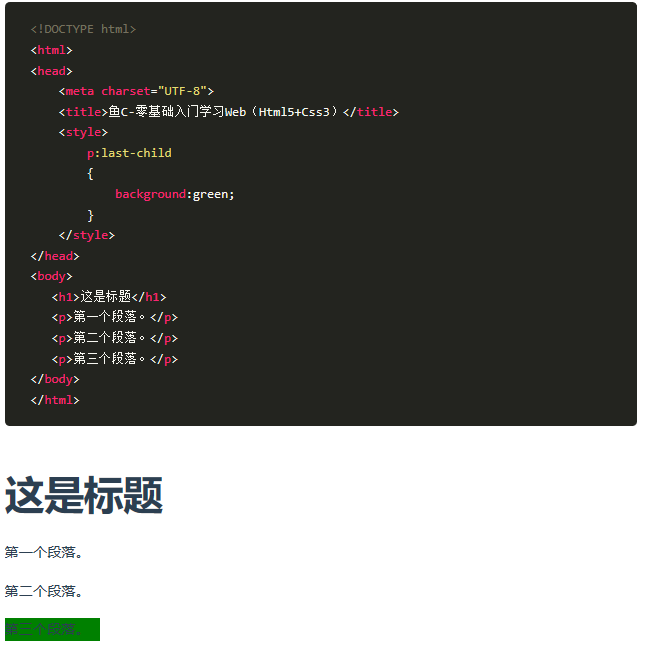 <!DOCTYPE html>
<html>
<head>
    <meta charset="UTF-8">
    <title>鱼C-零基础入门学习Web（Html5+Css3）</title>
    <style>
        p:last-child
        {
            background:green;
        }
    </style>
</head>
<body>
   <h1>这是标题</h1>
   <p>第一个段落。</p>
   <p>第二个段落。</p>
   <p>第三个段落。</p>
</body>
</html>
这是标题
第一个段落。
第二个段落。
第三个段落。